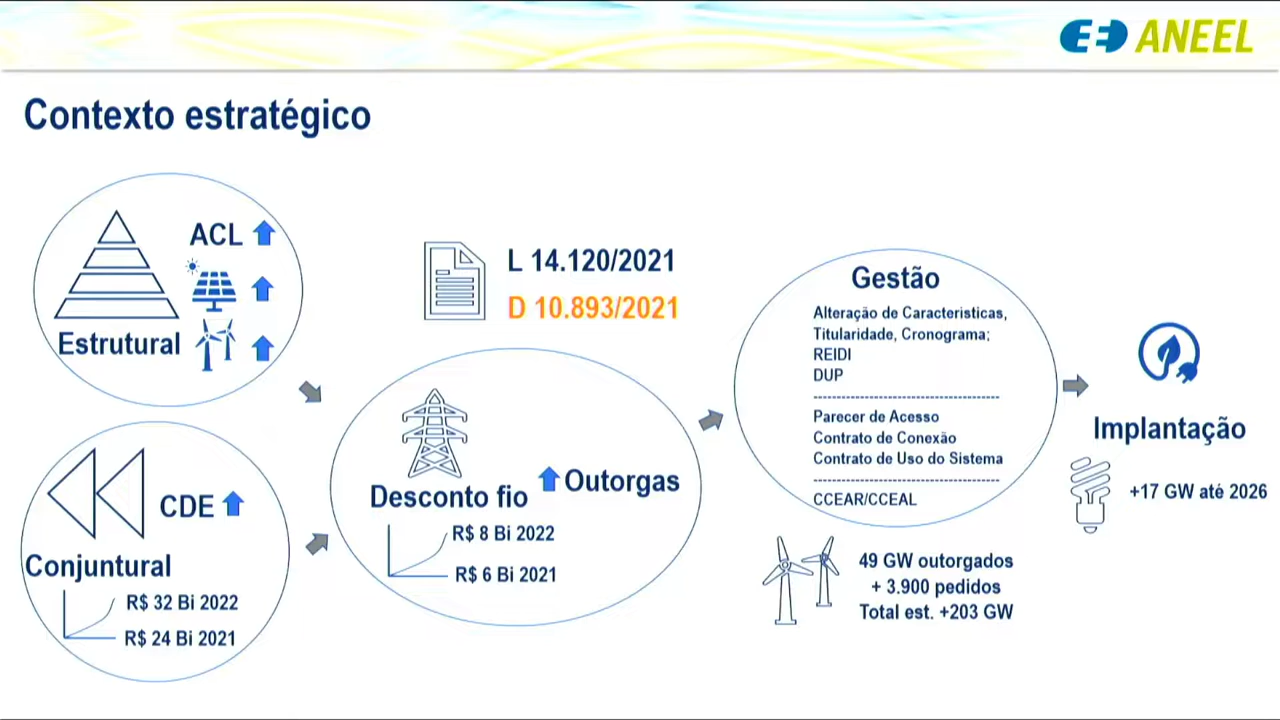 ANEEL
Contexto estratégico
ACL
Estrutural
CDE
Conjuntural
R$ 32 Bi 2022
R$ 24 Bi 2021
L 14.120/2021
D 10.893/2021
Desconto fio
Outorgas
R$ 8 Bi 2022
R$ 6 Bi 2021
Gestão
Alteração de Caracteristicas,
Titularidade, Cronograma;
REIDI
DUP
----------------------------------------
Parecer de Acesso
Contrato de Conexão
Contrato de Uso do Sistema
----------------------------------------
CCEAR/CCEAL
49 GW outorgados
+ 3.900 pedidos
Total est. +203 GW
Implantação
+17 GW até 2026